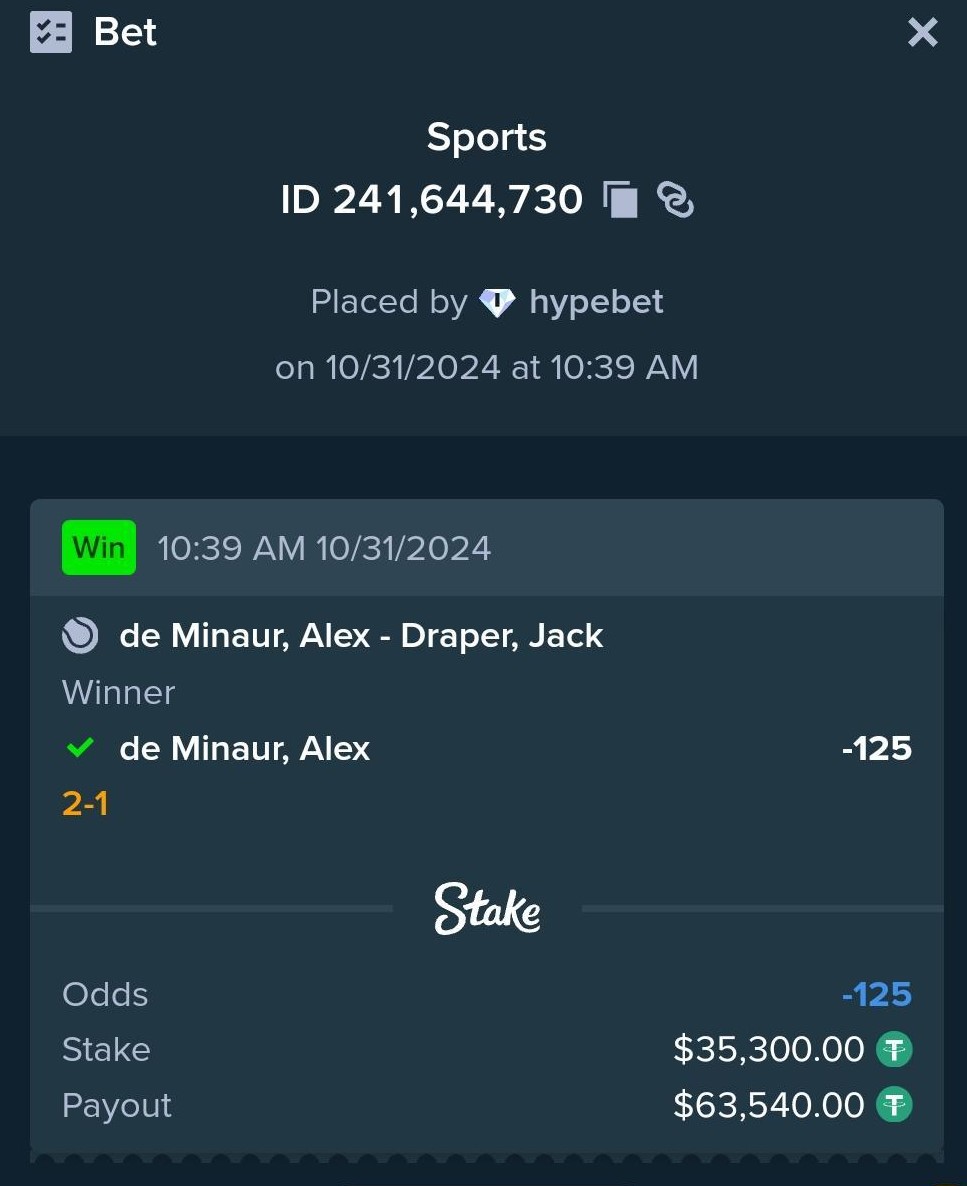 Bet
Sports
ID 241,644,730
Placed by hypebet
on 10/31/2024 at 10:39 AM
Win 10:39 AM 10/31/2024
de Minaur, Alex - Draper, Jack
Winner
de Minaur, Alex -125
2-1
Stake
Odds -125
Stake $35,300.00
Payout $63,540.00